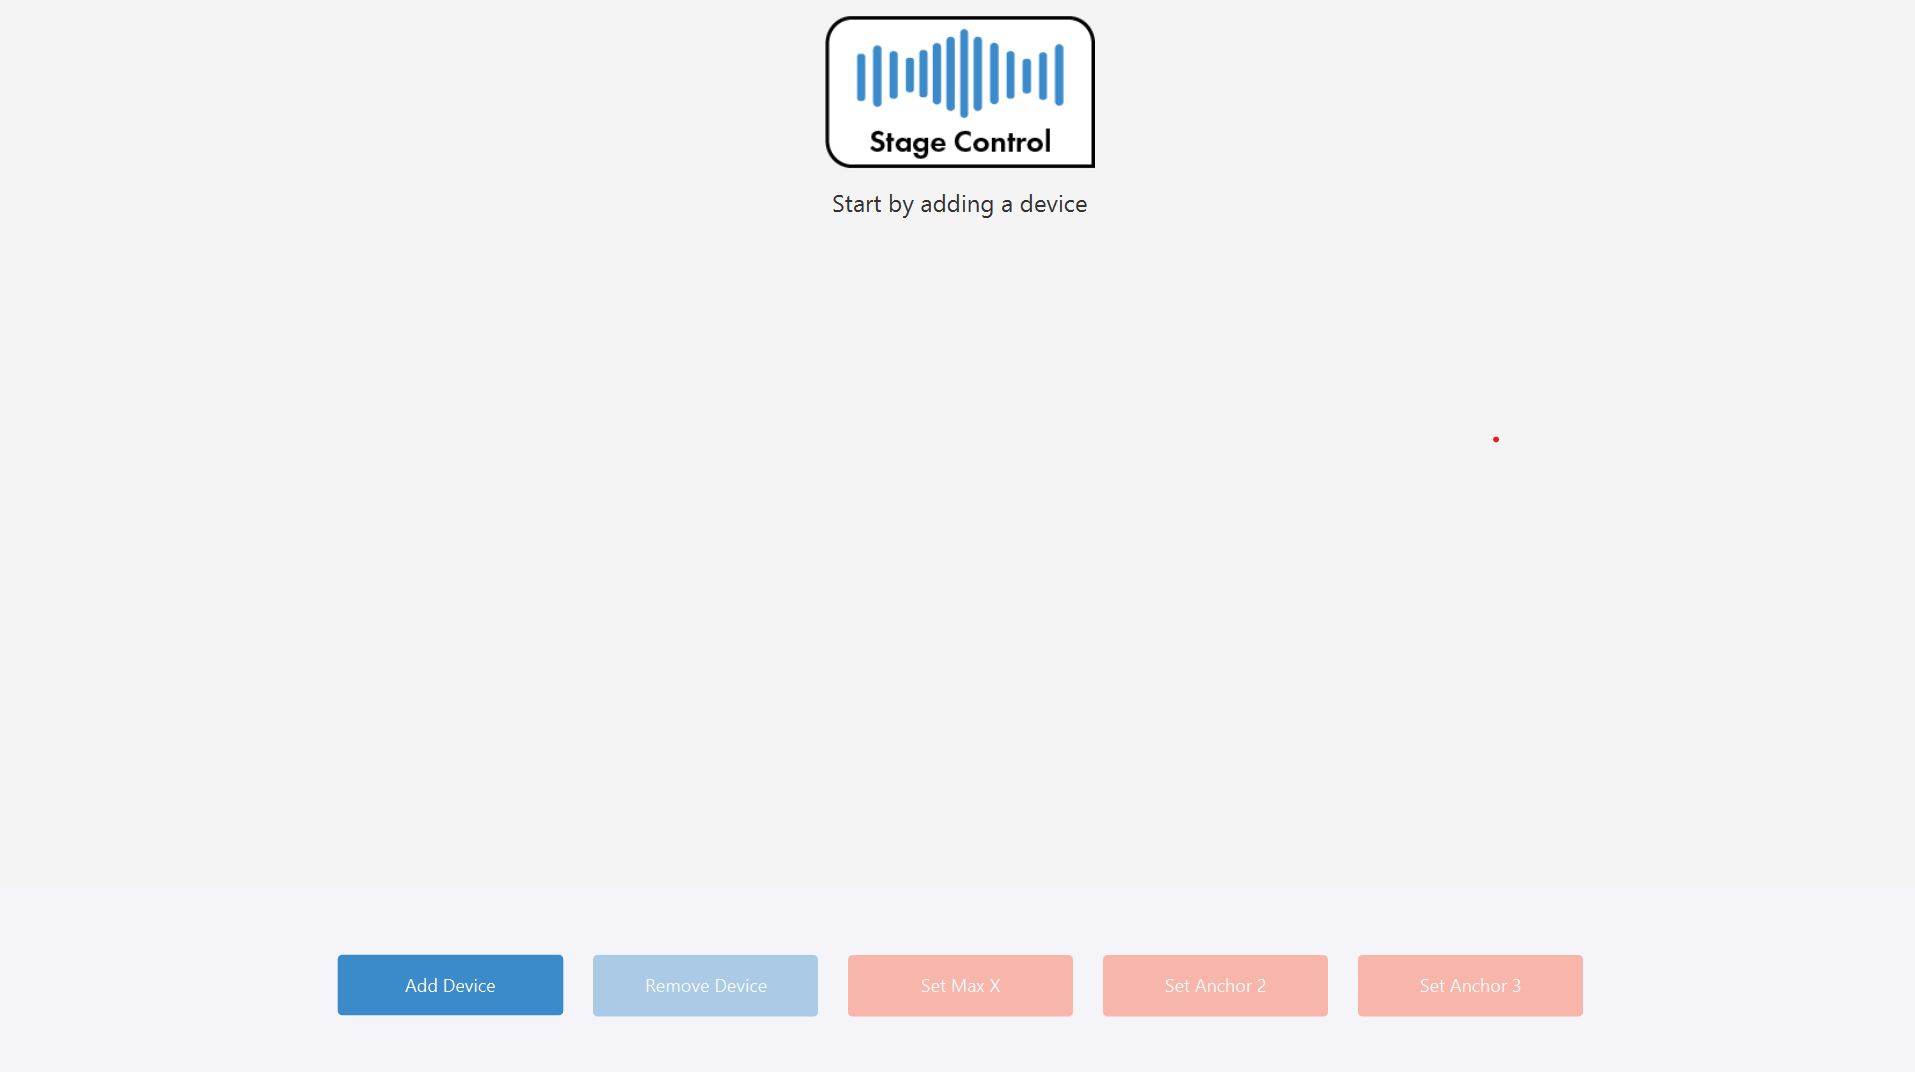 Stage Control
Start by adding a device
Add Device
Remove Device
Set Max X
Set Anchor 2
Set Anchor 3